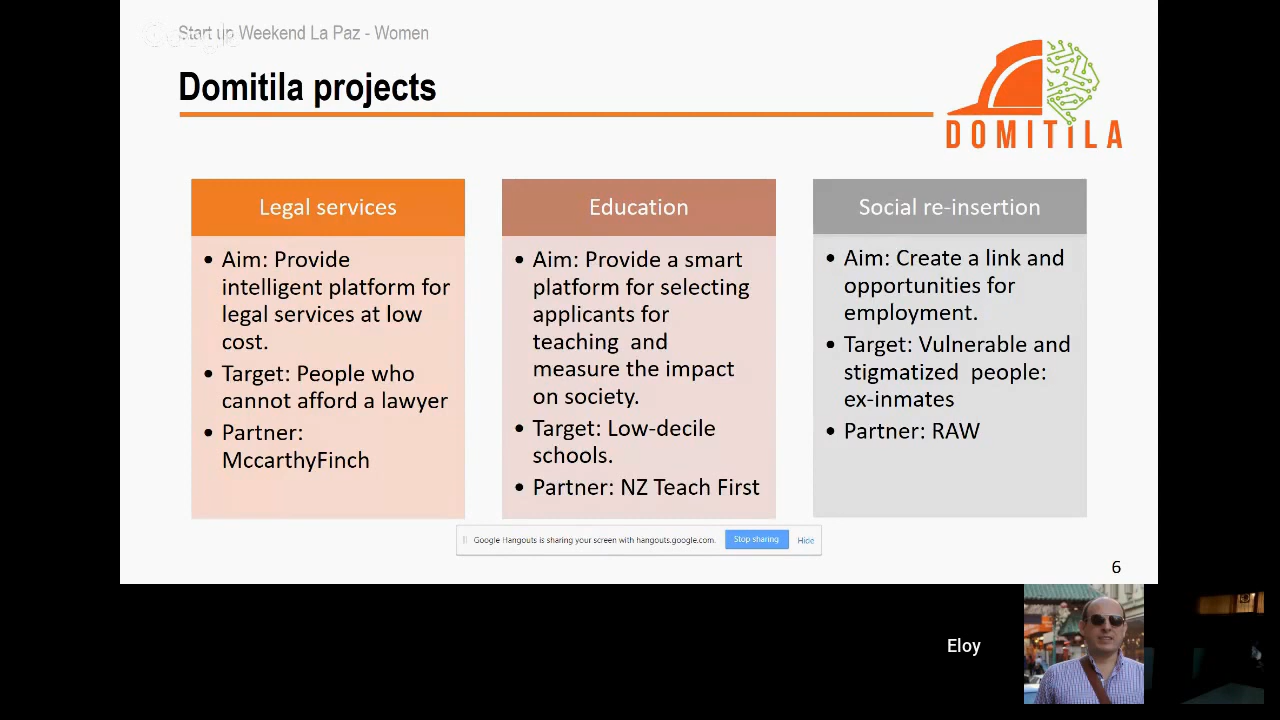 Start up Weekend La Paz - Women
Google
Domitila projects
DOMITiLA
Legal services
• Aim: Provide
intelligent platform for
legal services at low
cost.
• Target: People who
cannot afford a lawyer
• Partner:
MccarthyFinch
Education
• Aim: Provide a smart
platform for selecting
applicants for
teaching  and
measure the impact
on society.
• Target: Low-decile
schools.
• Partner: NZ Teach First
Social re-insertion
• Aim: Create a link and
opportunities for
employment.
• Target: Vulnerable and
stigmatized  people:
ex-inmates
• Partner: RAW
Google Hangouts is sharing your screen with hangouts.google.com. Stop sharing Hide
6
Eloy